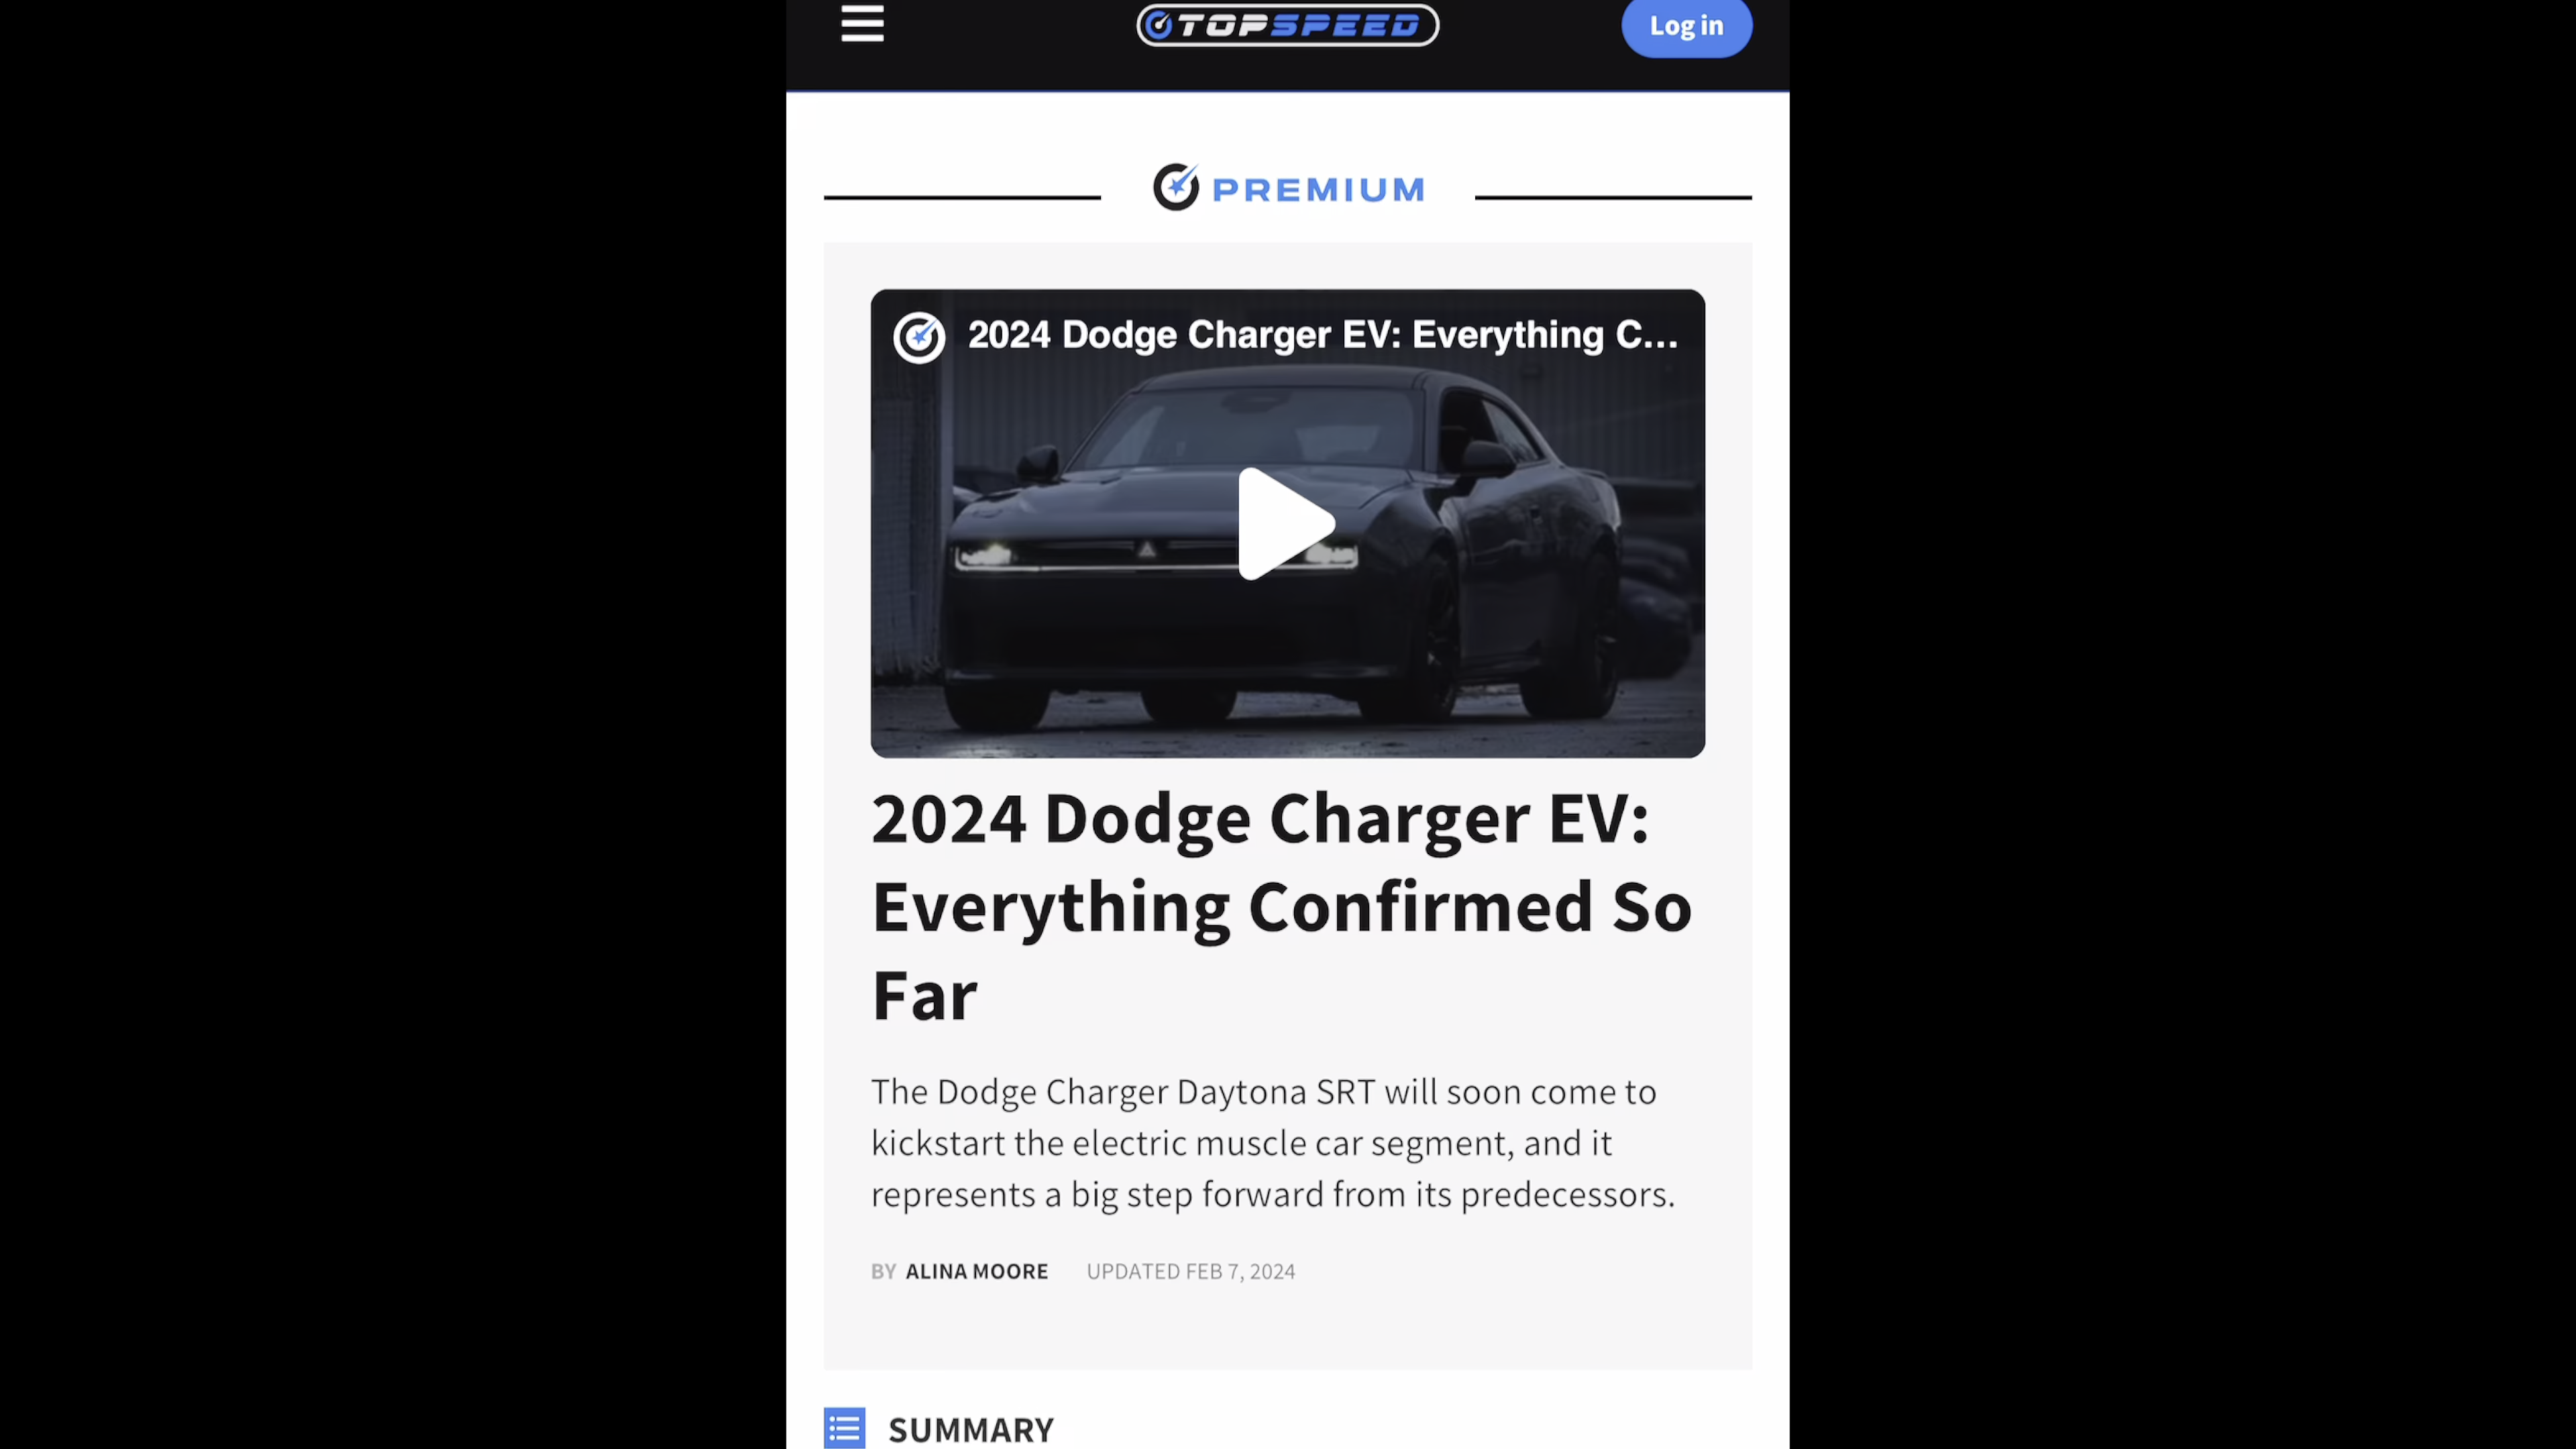 TOPSPEED
Log in
PREMIUM
2024 Dodge Charger EV: Everything C...
2024 Dodge Charger EV:
Everything Confirmed So
Far
The Dodge Charger Daytona SRT will soon come to
kickstart the electric muscle car segment, and it
represents a big step forward from its predecessors.
BY ALINA MOORE UPDATED FEB 7, 2024
SUMMARY